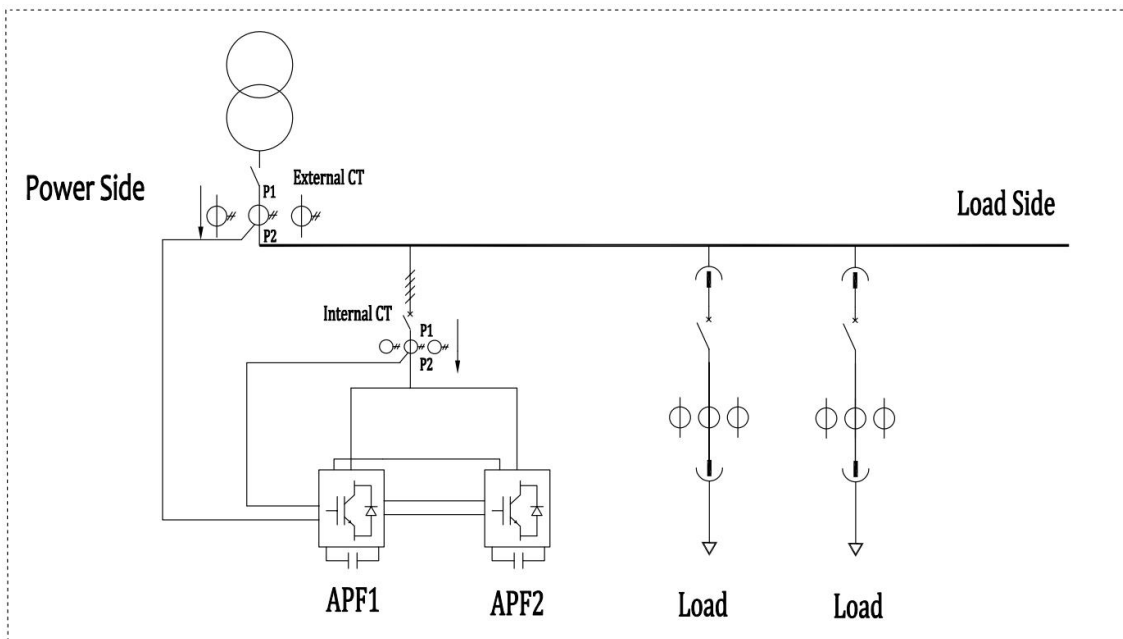 External CT
Power Side
P1
Load Side
P2
Internal CT
P1
P2
APF1
APF2
Load
Load